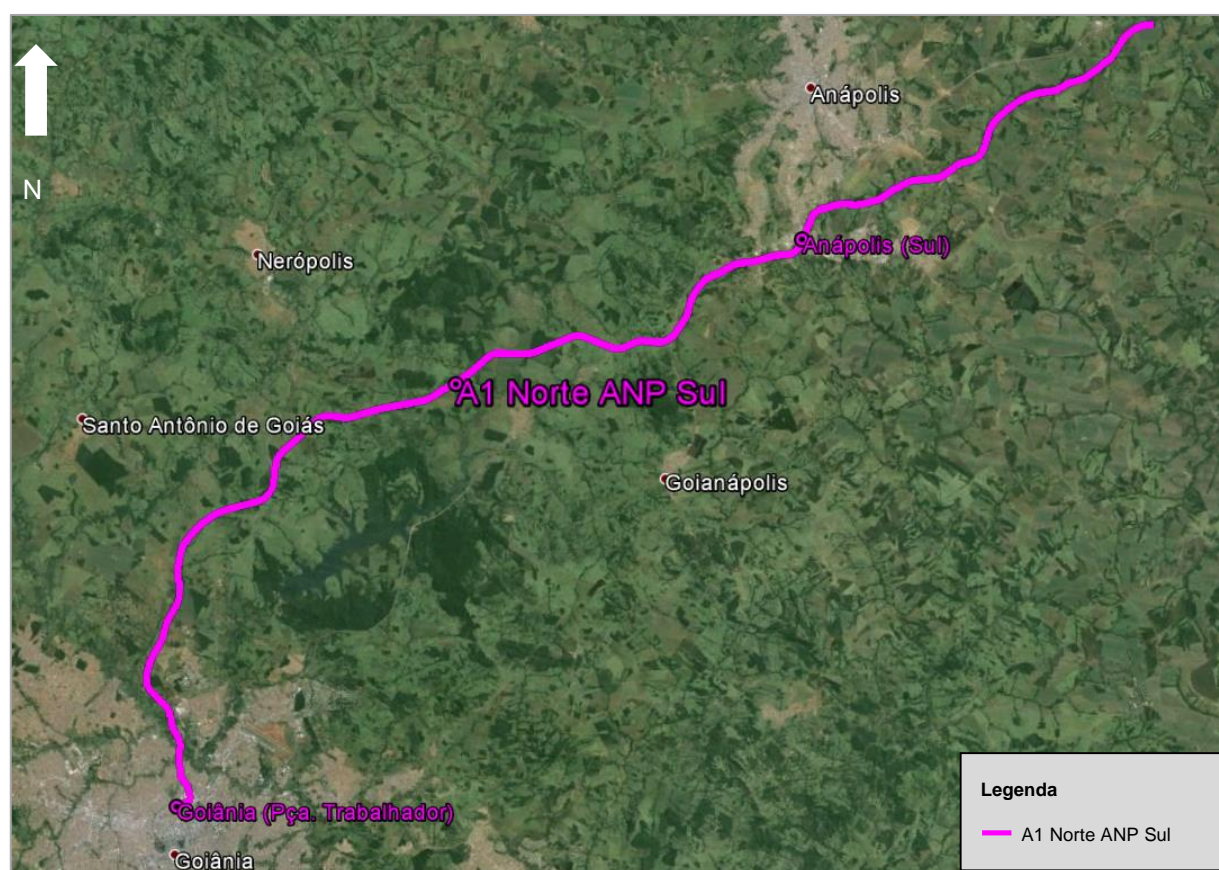 N
Anápolis
Anápolis (Sul)
Nerópolis
A1 Norte ANP Sul
Santo Antônio de Goiás
Goianápolis
Goiânia (Pça. Trabalhador)
Goiânia
Legenda
A1 Norte ANP Sul